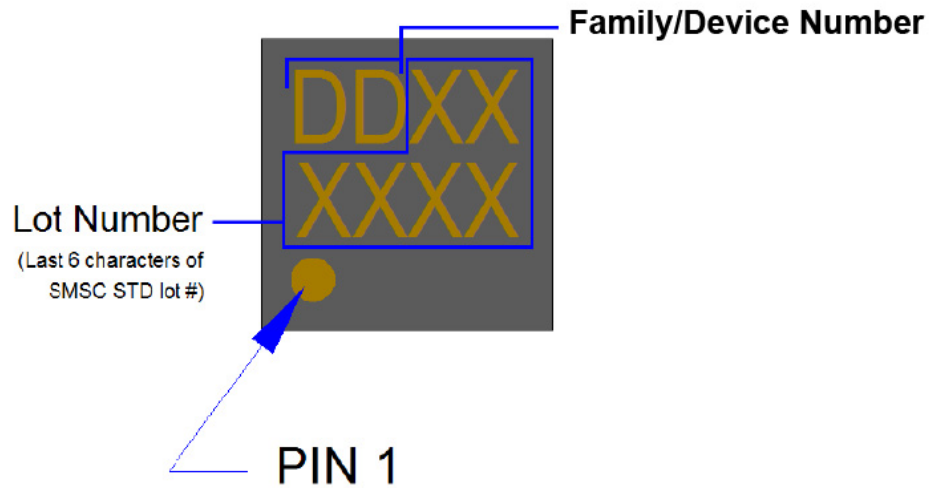 Family/Device Number
DDXX
XXXX
Lot Number
(Last 6 characters of
SMSC STD lot #)
PIN 1